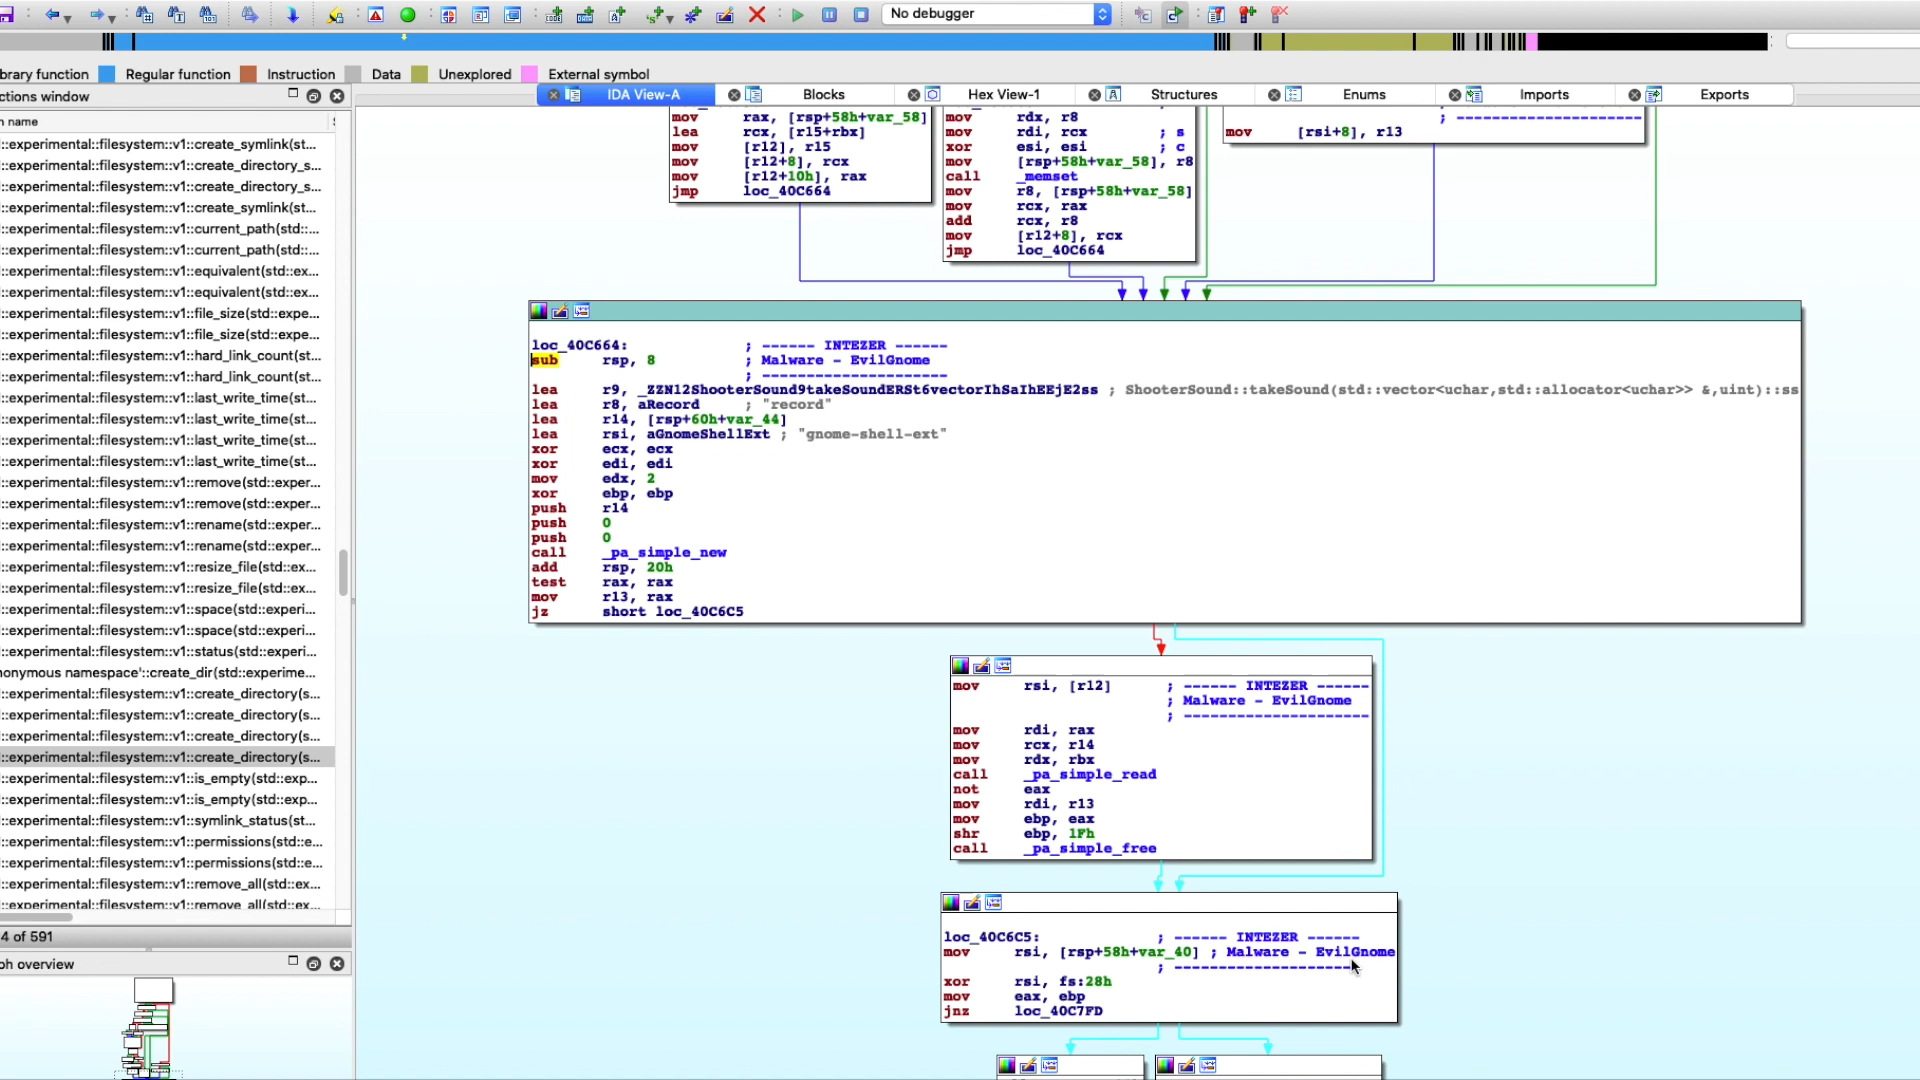 No debugger
brary function
Regular function
Instruction
Data
Unexplored
External symbol
ctions window
IDA View-A
Blocks
Hex View-1
Structures
Enums
Imports
Exports
n name
::experimental::filesystem::v1::create_symlink(st...
::experimental::filesystem::v1::create_directory_s...
::experimental::filesystem::v1::create_directory_s...
::experimental::filesystem::v1::create_symlink(st...
::experimental::filesystem::v1::current_path(std::...
::experimental::filesystem::v1::current_path(std::...
::experimental::filesystem::v1::equivalent(std::ex...
::experimental::filesystem::v1::equivalent(std::ex...
::experimental::filesystem::v1::file_size(std::expe...
::experimental::filesystem::v1::file_size(std::expe...
::experimental::filesystem::v1::hard_link_count(st...
::experimental::filesystem::v1::hard_link_count(st...
::experimental::filesystem::v1::last_write_time(st...
::experimental::filesystem::v1::last_write_time(st...
::experimental::filesystem::v1::last_write_time(st...
::experimental::filesystem::v1::last_write_time(st...
::experimental::filesystem::v1::remove(std::exper...
::experimental::filesystem::v1::remove(std::exper...
::experimental::filesystem::v1::rename(std::exper...
::experimental::filesystem::v1::rename(std::exper...
::experimental::filesystem::v1::resize_file(std::ex...
::experimental::filesystem::v1::resize_file(std::ex...
::experimental::filesystem::v1::space(std::experi...
::experimental::filesystem::v1::space(std::experi...
::experimental::filesystem::v1::status(std::experi...
nonymous namespace'::create_dir(std::experime...
::experimental::filesystem::v1::create_directory(s...
::experimental::filesystem::v1::create_directory(s...
::experimental::filesystem::v1::create_directory(s...
::experimental::filesystem::v1::create_directory(s...
::experimental::filesystem::v1::is_empty(std::exp...
::experimental::filesystem::v1::is_empty(std::exp...
::experimental::filesystem::v1::symlink_status(st...
::experimental::filesystem::v1::permissions(std::e...
::experimental::filesystem::v1::permissions(std::e...
::experimental::filesystem::v1::remove_all(std::ex...
::experimental::filesystem::v1::remove_all(std::ex...
4 of 591
ph overview
mov rax, [rsp+58h+var_58]
lea rcx, [r15+rbx]
mov [r12], r15
mov [r12+8], rcx
mov [r12+10h], rax
jmp loc_40C664
mov rdx, r8
mov rdi, rcx ; s
xor esi, esi ; c
mov [rsp+58h+var_58], r8
call _memset
mov r8, [rsp+58h+var_58]
mov rcx, rax
add rcx, r8
mov [r12+8], rcx
jmp loc_40C664
; ---------------------
mov [rsi+8], r13
loc_40C664: ; ------ INTEZER ------
sub rsp, 8 ; Malware - EvilGnome
; ---------------------
lea r9, _ZZN12ShooterSound9takeSoundERSt6vectorIhSaIhEEjE2ss ; ShooterSound::takeSound(std::vector<uchar,std::allocator<uchar>> &,uint)::ss
lea r8, aRecord ; "record"
lea r14, [rsp+60h+var_44]
lea rsi, aGnomeShellExt ; "gnome-shell-ext"
xor ecx, ecx
xor edi, edi
mov edx, 2
xor ebp, ebp
push r14
push 0
push 0
call _pa_simple_new
add rsp, 20h
test rax, rax
mov r13, rax
jz short loc_40C6C5
mov rsi, [r12] ; ------ INTEZER ------
; Malware - EvilGnome
; ---------------------
mov rdi, rax
mov rcx, r14
mov rdx, rbx
call _pa_simple_read
not eax
mov rdi, r13
mov ebp, eax
shr ebp, 1Fh
call _pa_simple_free
loc_40C6C5: ; ------ INTEZER ------
mov rsi, [rsp+58h+var_40] ; Malware - EvilGnome
; ---------------------
xor rsi, fs:28h
mov eax, ebp
jnz loc_40C7FD